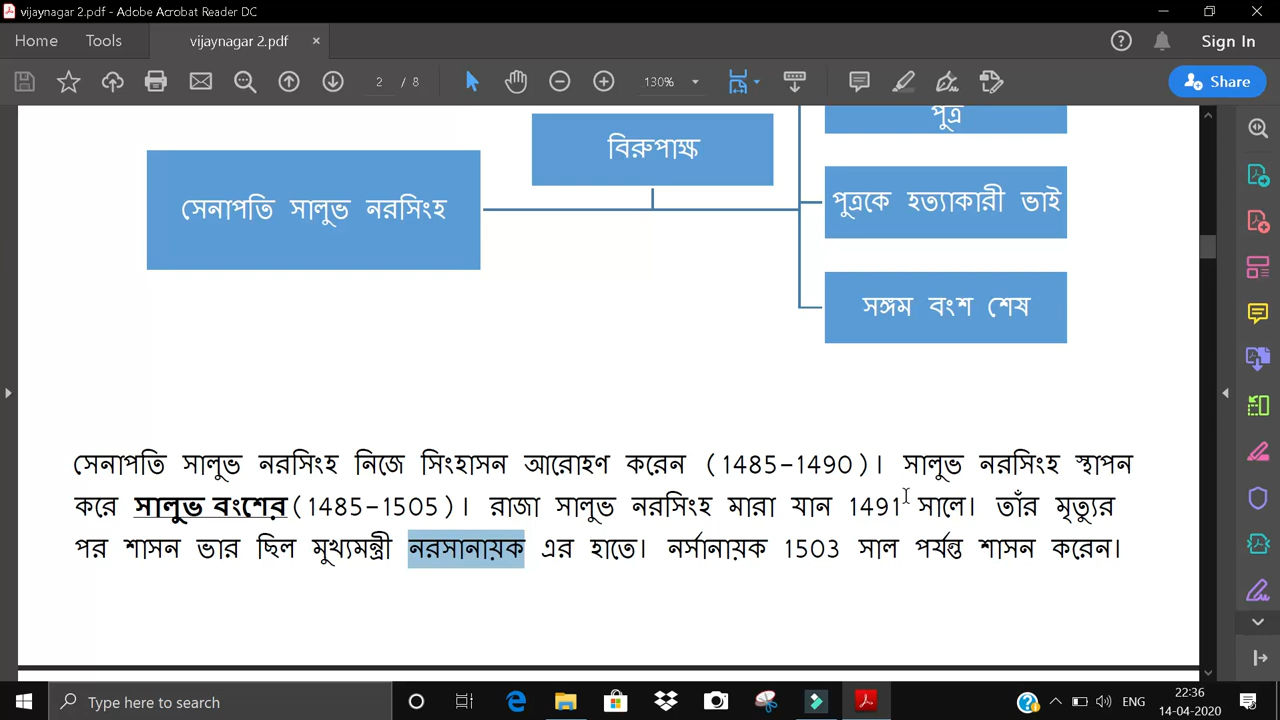 vijaynagar 2.pdf - Adobe Acrobat Reader DC
Home Tools vijaynagar 2.pdf × Sign In
2 / 8 130% Share
পুত্র
বিরুপাক্ষ
সেনাপতি সালুভ নরসিংহ
পুত্রকে হত্যাকারী ভাই
সঙ্গম বংশ শেষ
সেনাপতি সালুভ নরসিংহ নিজে সিংহাসন আরোহণ করেন (1485-1490)। সালুভ নরসিংহ স্থাপন
করে সালুভ বংশের(1485-1505)। রাজা সালুভ নরসিংহ মারা যান 1491 সালে। তাঁর মৃত্যুর
পর শাসন ভার ছিল মুখ্যমন্ত্রী নরসানায়ক এর হাতে। নর্সানায়ক 1503 সাল পর্যন্ত শাসন করেন।
Type here to search
ENG
22:36
14-04-2020